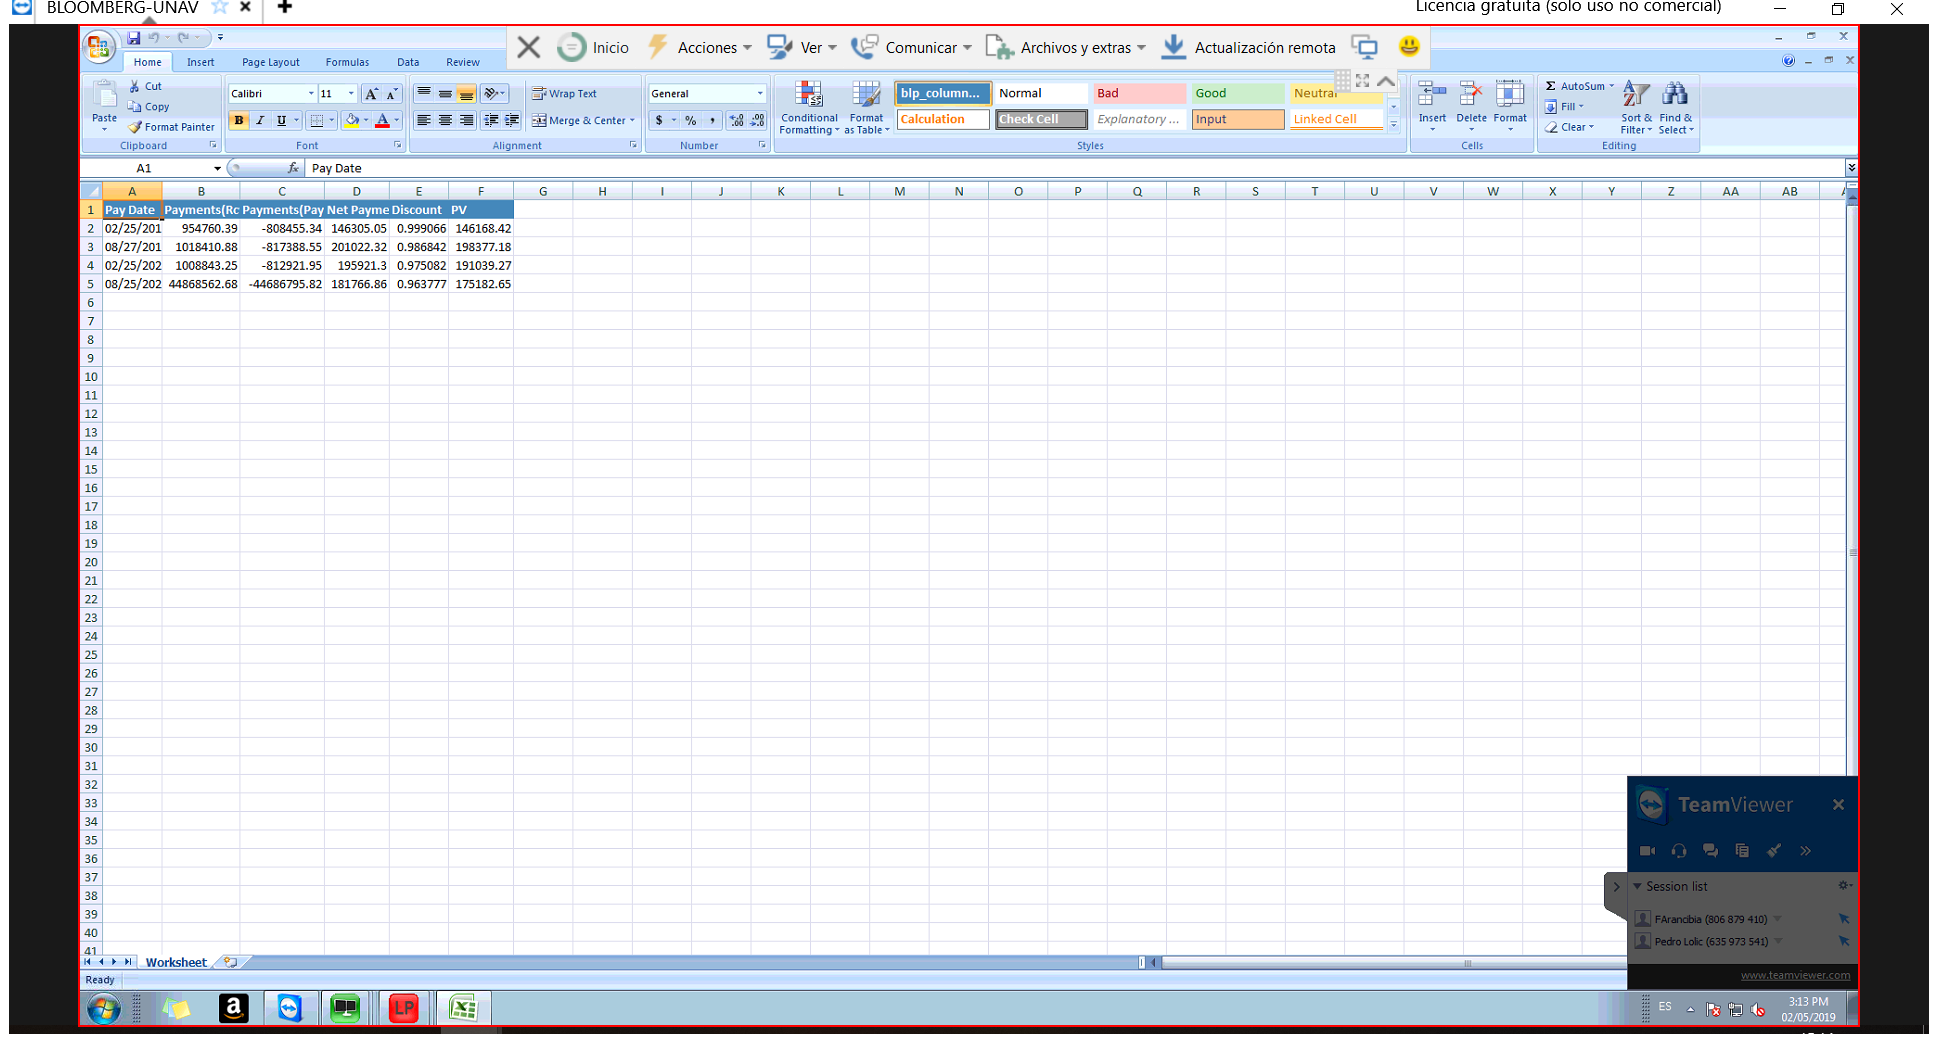 BLOOMBERG-UNAV
Licencia gratuita (solo uso no comercial)
Inicio Acciones Ver Comunicar Archivos y extras Actualización remota
Home Insert Page Layout Formulas Data Review
Cut
Copy
Format Painter
Paste
Clipboard
Calibri 11
B I U
Font
Wrap Text
Merge & Center
Alignment
General
$ % ,
Number
Conditional Formatting
Format as Table
blp_column... Normal Bad Good Neutral
Calculation Check Cell Explanatory ... Input Linked Cell
Styles
Insert Delete Format
Cells
Σ AutoSum
Fill
Clear
Sort & Filter
Find & Select
Editing
A1 fx Pay Date
A B C D E F G H I J K L M N O P Q R S T U V W X Y Z AA AB
1 Pay Date Payments(Rc Payments(Pay Net Payme Discount PV
2 02/25/201 954760.39 -808455.34 146305.05 0.999066 146168.42
3 08/27/201 1018410.88 -817388.55 201022.32 0.986842 198377.18
4 02/25/202 1008843.25 -812921.95 195921.3 0.975082 191039.27
5 08/25/202 44868562.68 -44686795.82 181766.86 0.963777 175182.65
6
7
8
9
10
11
12
13
14
15
16
17
18
19
20
21
22
23
24
25
26
27
28
29
30
31
32
33
34
35
36
37
38
39
40
41
TeamViewer
Session list
FArancibia (806 879 410)
Pedro Lolic (635 973 541)
www.teamviewer.com
Worksheet
Ready
a LP
ES
3:13 PM
02/05/2019